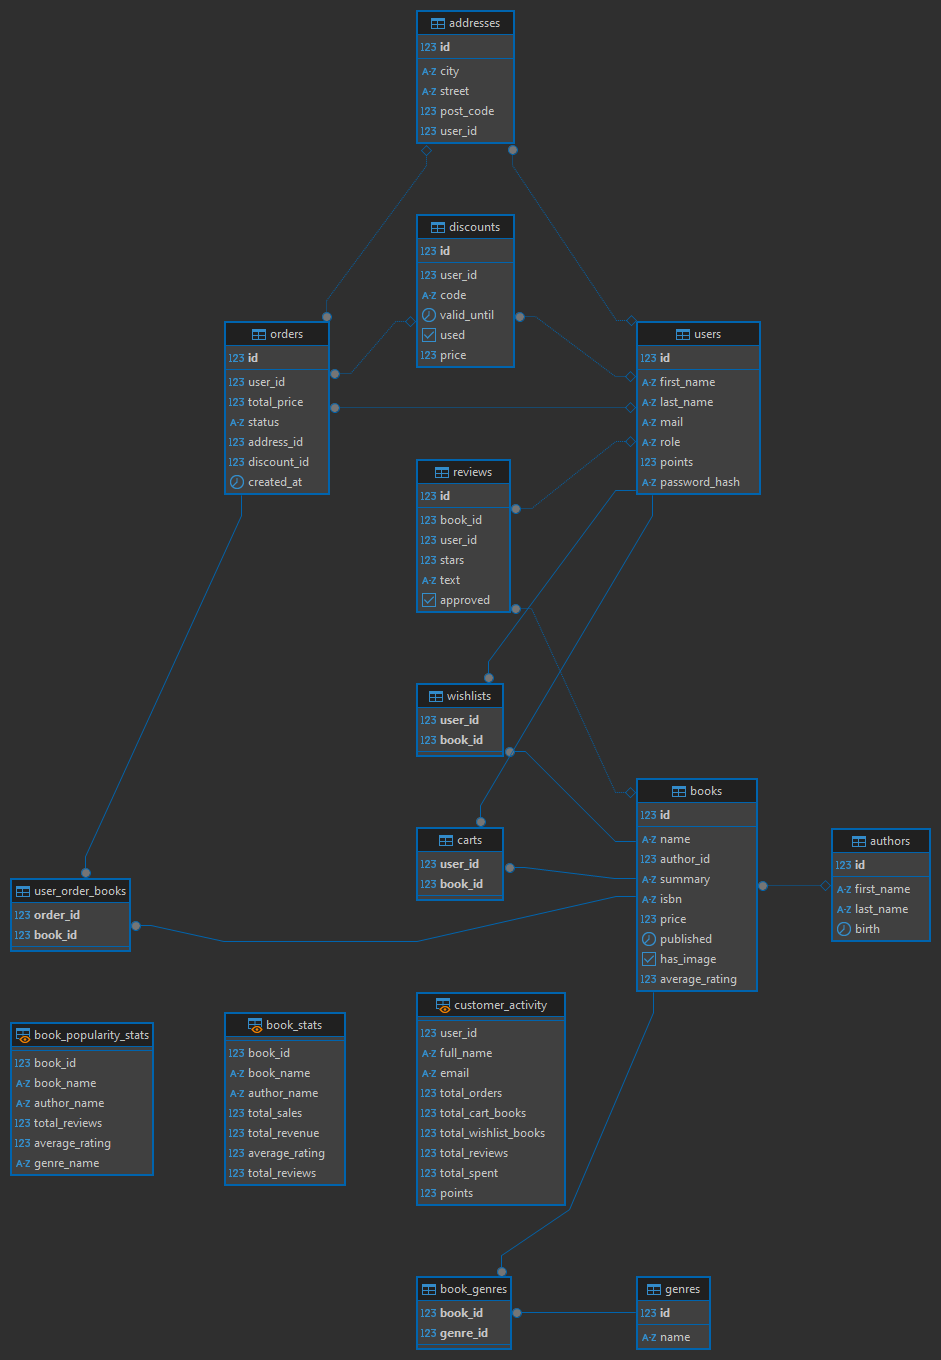 addresses
123 id
A-Z city
A-Z street
123 post_code
123 user_id
discounts
123 id
123 user_id
A-Z code
valid_until
used
123 price
orders
123 id
123 user_id
123 total_price
A-Z status
123 address_id
123 discount_id
created_at
users
123 id
A-Z first_name
A-Z last_name
A-Z mail
A-Z role
123 points
A-Z password_hash
reviews
123 id
123 book_id
123 user_id
123 stars
A-Z text
approved
wishlists
123 user_id
123 book_id
carts
123 user_id
123 book_id
books
123 id
A-Z name
123 author_id
A-Z summary
A-Z isbn
123 price
published
has_image
123 average_rating
authors
123 id
A-Z first_name
A-Z last_name
birth
user_order_books
123 order_id
123 book_id
book_popularity_stats
123 book_id
A-Z book_name
A-Z author_name
123 total_reviews
123 average_rating
A-Z genre_name
book_stats
123 book_id
A-Z book_name
A-Z author_name
123 total_sales
123 total_revenue
123 average_rating
123 total_reviews
customer_activity
123 user_id
A-Z full_name
A-Z email
123 total_orders
123 total_cart_books
123 total_wishlist_books
123 total_reviews
123 total_spent
123 points
book_genres
123 book_id
123 genre_id
genres
123 id
A-Z name